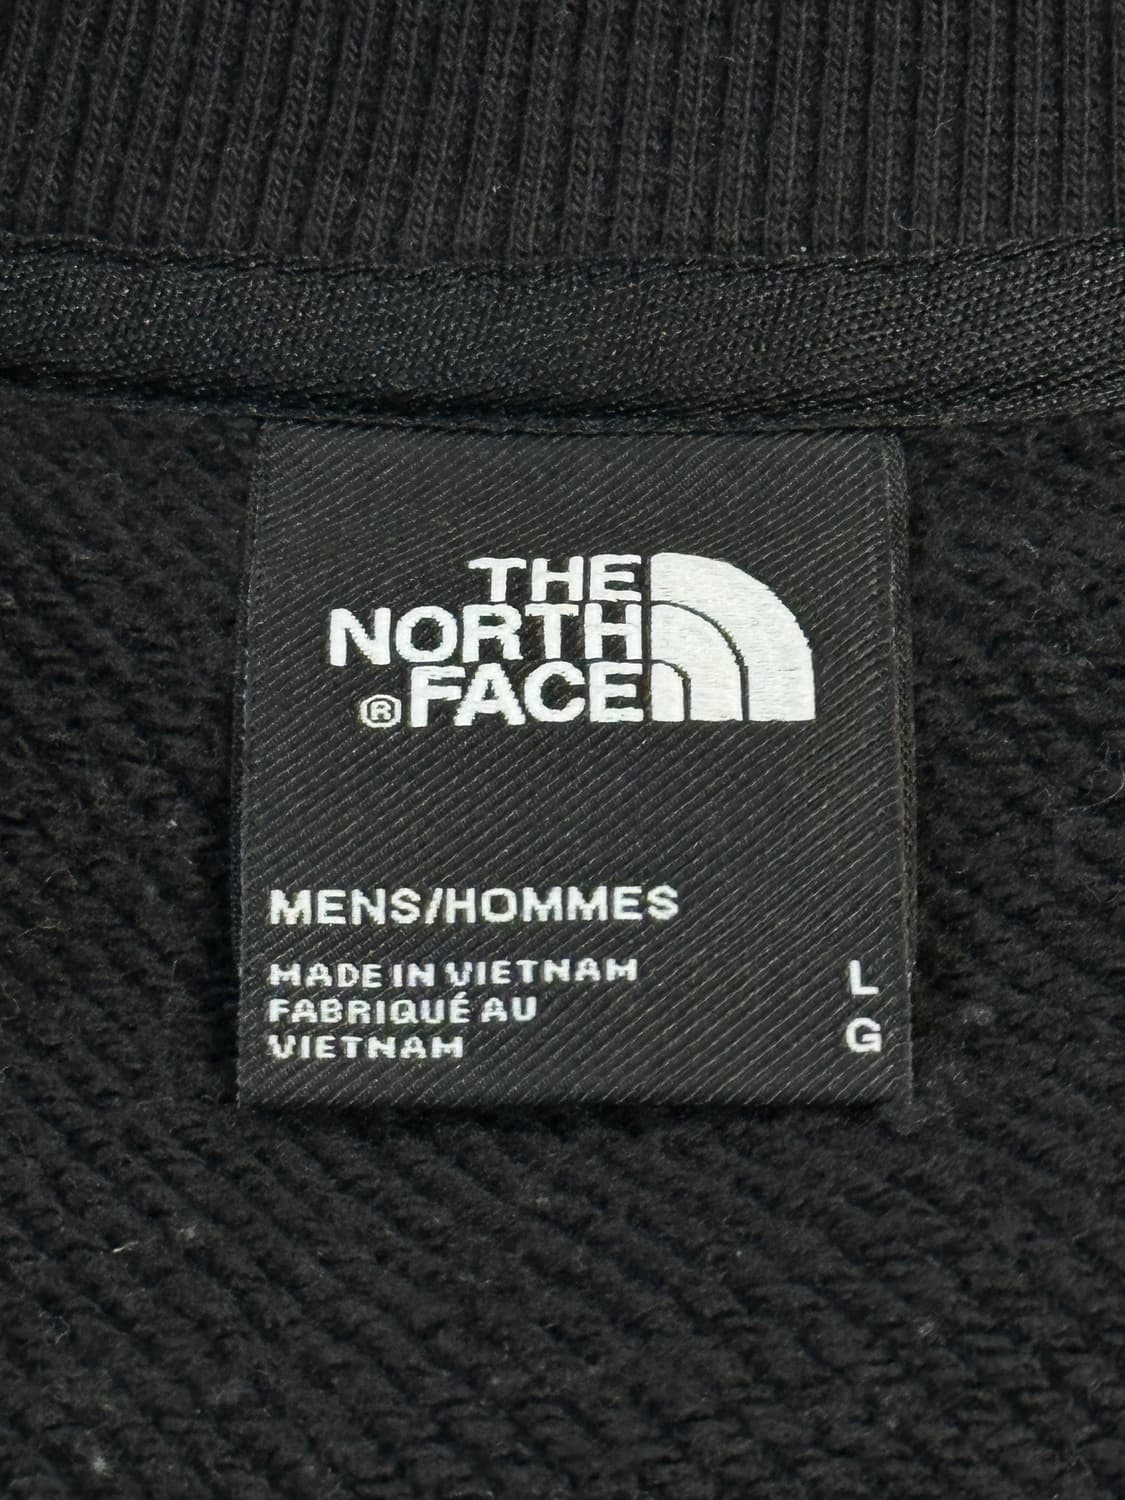 THE
NORTH
®FACE
MENS/HOMMES
MADE IN VIETNAM L
FABRIQUÉ AU
VIETNAM G